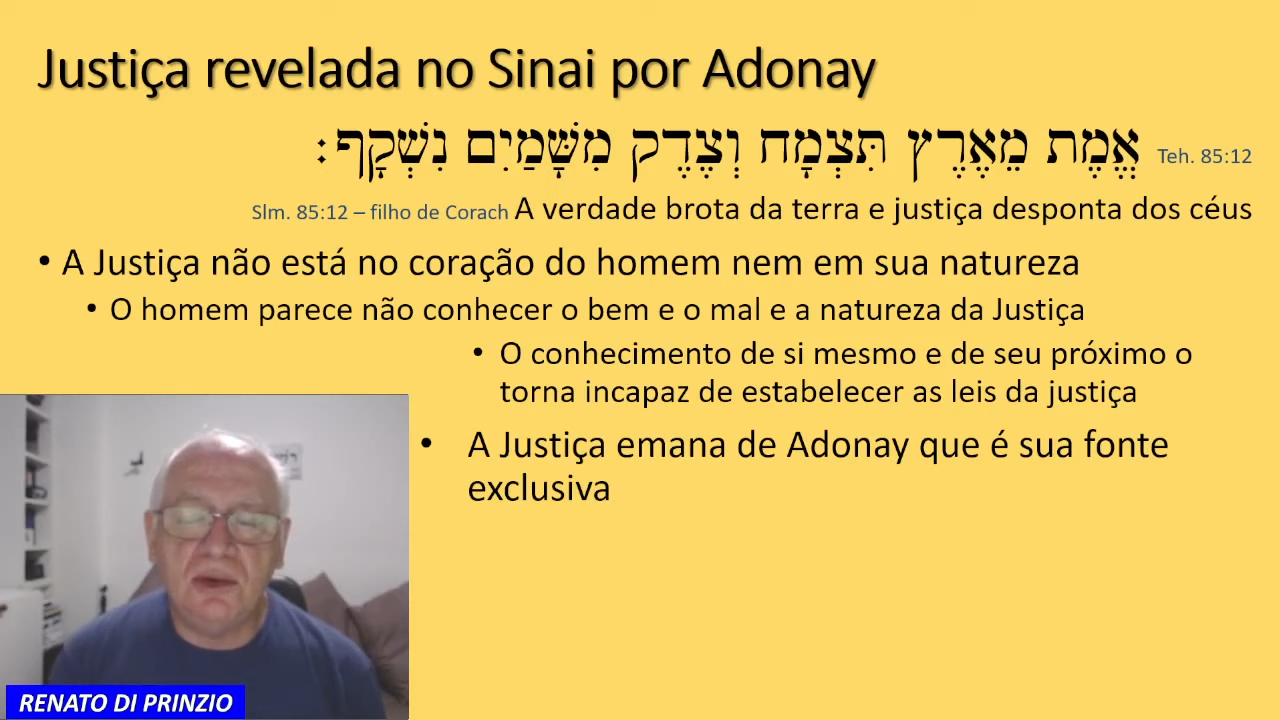 Justiça revelada no Sinai por Adonay
אֱמֶת מֵאֶרֶץ תִּצְמָח וְצֶדֶק מִשָּׁמַיִם נִשְׁקָף׃ Teh. 85:12
Slm. 85:12 – filho de Corach A verdade brota da terra e justiça desponta dos céus
• A Justiça não está no coração do homem nem em sua natureza
• O homem parece não conhecer o bem e o mal e a natureza da Justiça
• O conhecimento de si mesmo e de seu próximo o
torna incapaz de estabelecer as leis da justiça
• A Justiça emana de Adonay que é sua fonte
exclusiva
RENATO DI PRINZIO